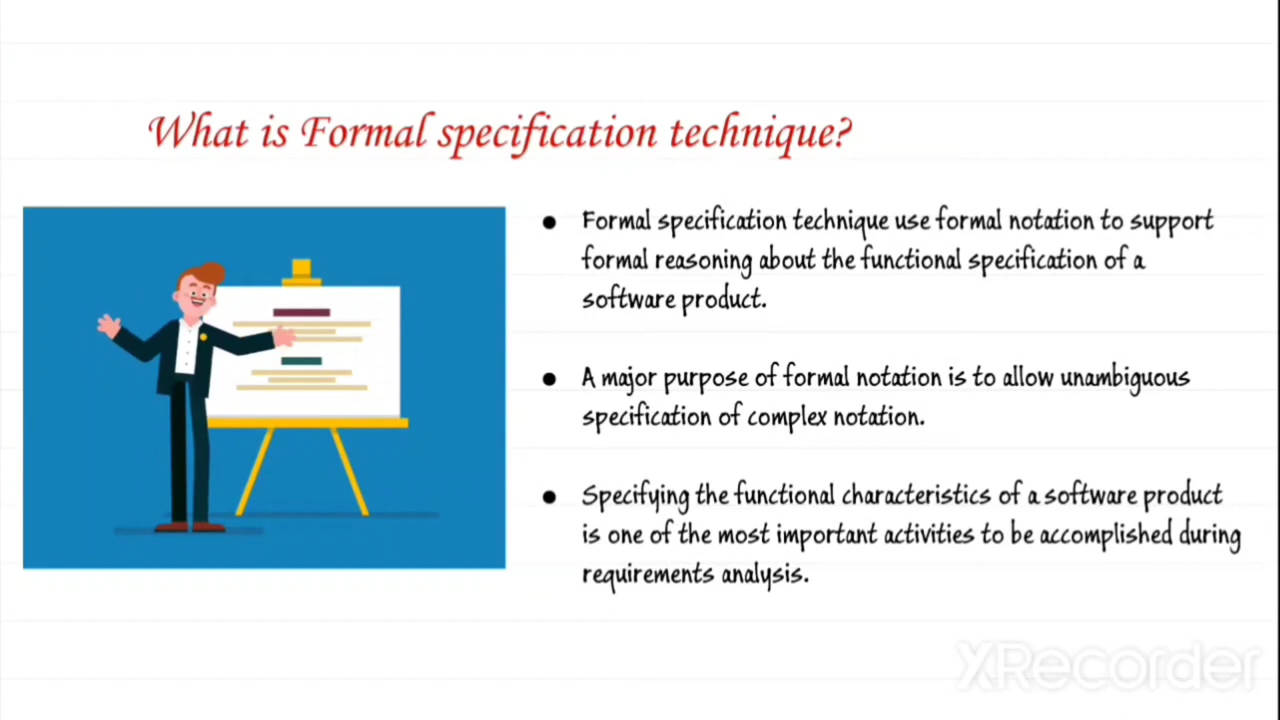 What is Formal specification technique?
● Formal specification technique use formal notation to support
formal reasoning about the functional specification of a
software product.
● A major purpose of formal notation is to allow unambiguous
specification of complex notation.
● Specifying the functional characteristics of a software product
is one of the most important activities to be accomplished during
requirements analysis.
XRecorder